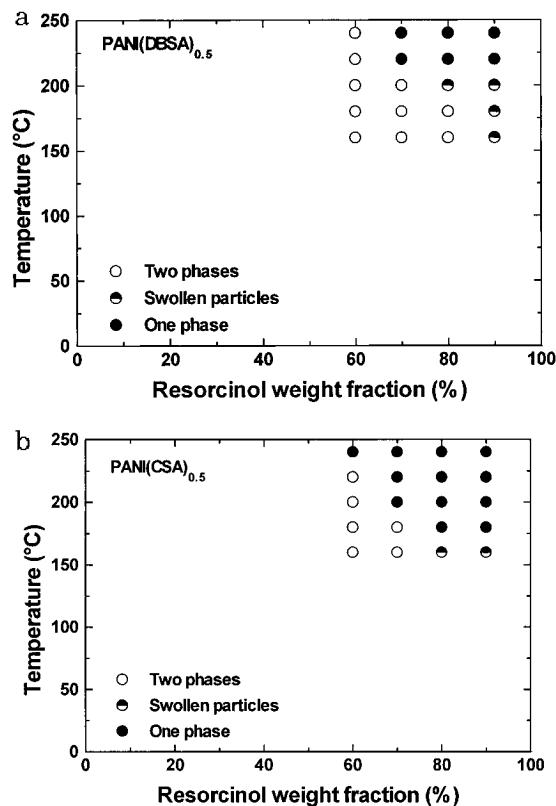 a
PANI(DBSA)0.5
250
200
150
100
50
0
Temperature (°C)
Two phases
Swollen particles
One phase
0 20 40 60 80 100
Resorcinol weight fraction (%)
b
PANI(CSA)0.5
250
200
150
100
50
0
Temperature (°C)
Two phases
Swollen particles
One phase
0 20 40 60 80 100
Resorcinol weight fraction (%)